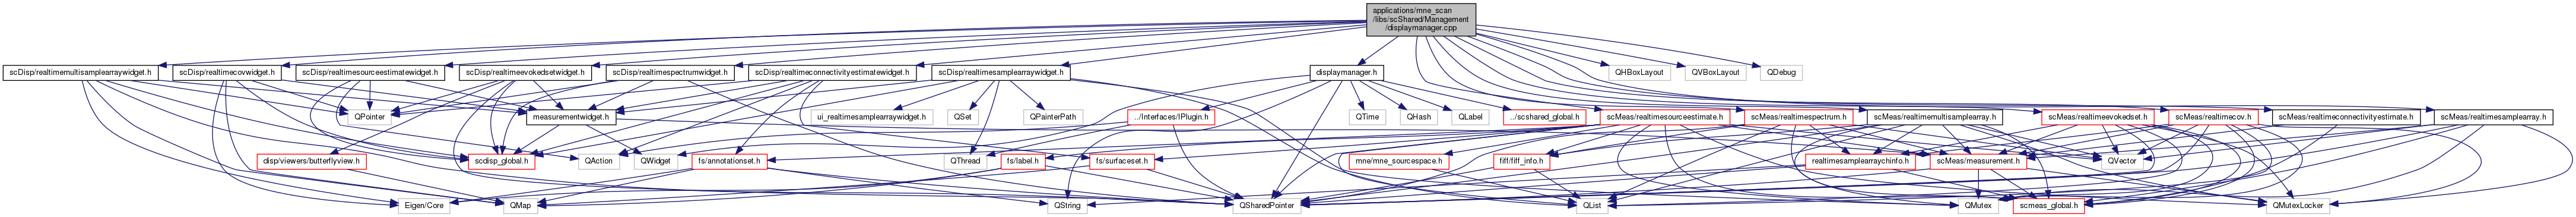 applications/mne_scan
/libs/scShared/Management
/displaymanager.cpp
scDisp/realtimemultisamplearraywidget.h
scDisp/realtimecovwidget.h
scDisp/realtimesourceestimatewidget.h
scDisp/realtimeevokedsetwidget.h
scDisp/realtimespectrumwidget.h
scDisp/realtimeconnectivityestimatewidget.h
scDisp/realtimesamplearraywidget.h
displaymanager.h
QHBoxLayout
QVBoxLayout
QDebug
QPointer
measurementwidget.h
ui_realtimesamplearraywidget.h
QSet
QPainterPath
../Interfaces/IPlugin.h
QTime
QHash
QLabel
../scshared_global.h
scMeas/realtimesourceestimate.h
scMeas/realtimespectrum.h
scMeas/realtimemultisamplearray.h
scMeas/realtimeevokedset.h
scMeas/realtimecov.h
scMeas/realtimeconnectivityestimate.h
scMeas/realtimesamplearray.h
disp/viewers/butterflyview.h
scdisp_global.h
QAction
QWidget
fs/annotationset.h
QThread
fs/label.h
fs/surfaceset.h
mne/mne_sourcespace.h
fiff/fiff_info.h
realtimesamplearraychinfo.h
scMeas/measurement.h
QVector
Eigen/Core
QMap
QString
QSharedPointer
QList
QMutex
scmeas_global.h
QMutexLocker